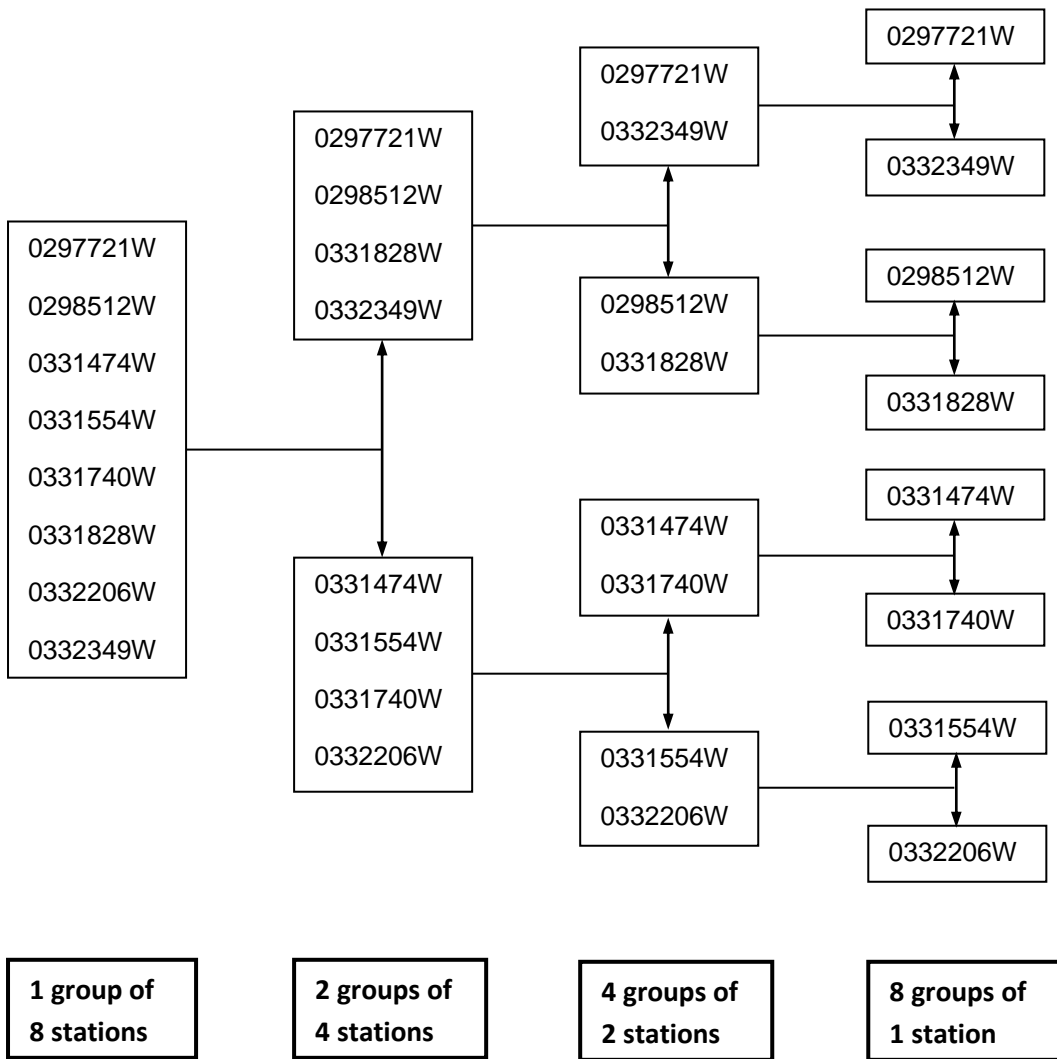 0297721W
0298512W
0331474W
0331554W
0331740W
0331828W
0332206W
0332349W
0297721W
0298512W
0331828W
0332349W
0331474W
0331554W
0331740W
0332206W
0297721W
0332349W
0298512W
0331828W
0331474W
0331740W
0331554W
0332206W
0297721W
0332349W
0298512W
0331828W
0331474W
0331740W
0331554W
0332206W
1 group of
8 stations
2 groups of
4 stations
4 groups of
2 stations
8 groups of
1 station